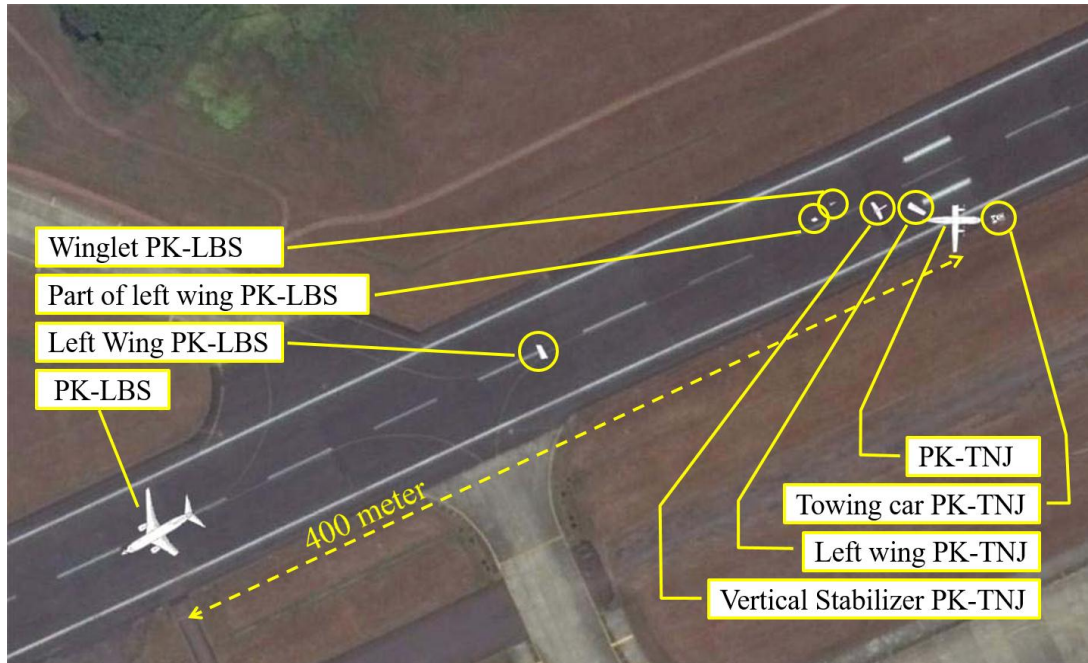 Winglet PK-LBS
Part of left wing PK-LBS
Left Wing PK-LBS
PK-LBS
400 meter
PK-TNJ
Towing car PK-TNJ
Left wing PK-TNJ
Vertical Stabilizer PK-TNJ